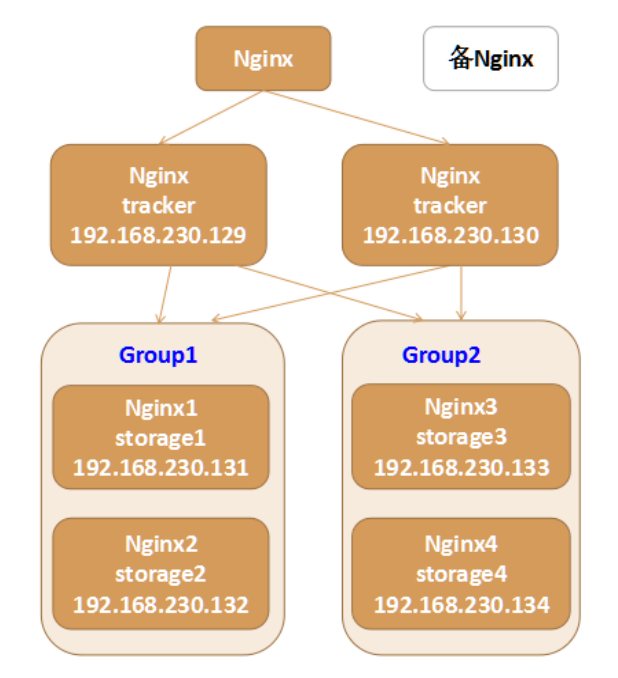 Nginx
备Nginx
Nginx
tracker
192.168.230.129
Nginx
tracker
192.168.230.130
Group1
Nginx1
storage1
192.168.230.131
Nginx2
storage2
192.168.230.132
Group2
Nginx3
storage3
192.168.230.133
Nginx4
storage4
192.168.230.134